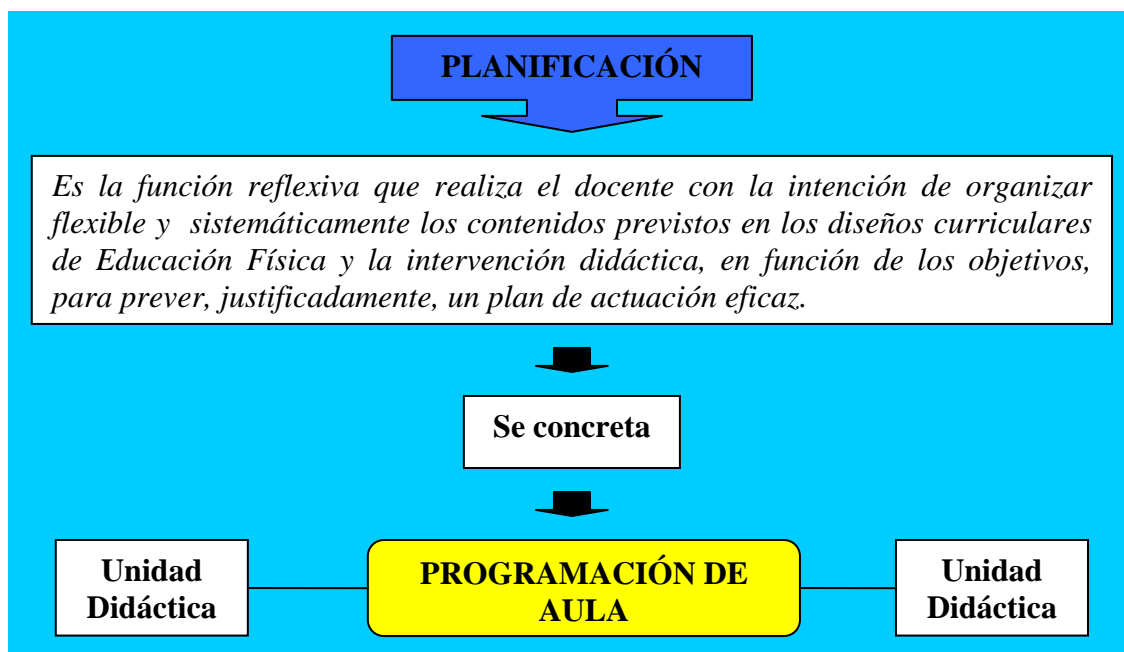 PLANIFICACIÓN
Es la función reflexiva que realiza el docente con la intención de organizar
flexible y sistemáticamente los contenidos previstos en los diseños curriculares
de Educación Física y la intervención didáctica, en función de los objetivos,
para prever, justificadamente, un plan de actuación eficaz.
Se concreta
Unidad
Didáctica
PROGRAMACIÓN DE
AULA
Unidad
Didáctica